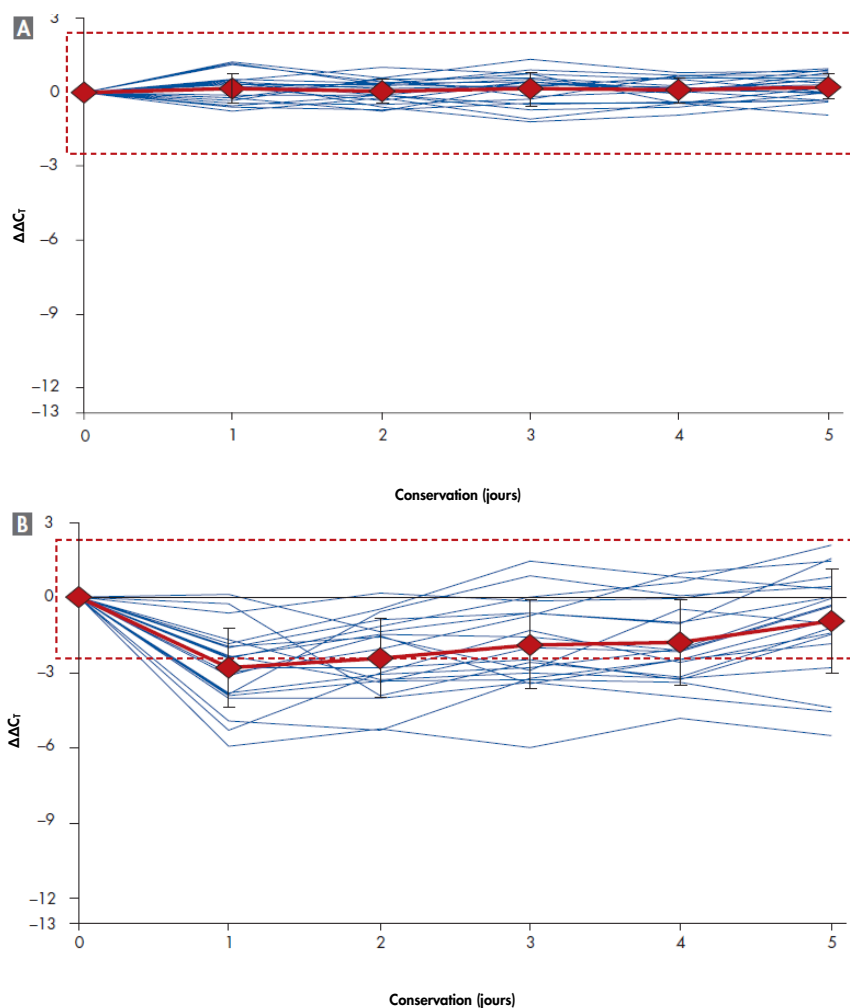 A
3
0
–3
–6
–9
–12
–13
ΔΔCT
0 1 2 3 4 5
Conservation (jours)
B
3
0
–3
–6
–9
–12
–13
ΔΔCT
0 1 2 3 4 5
Conservation (jours)